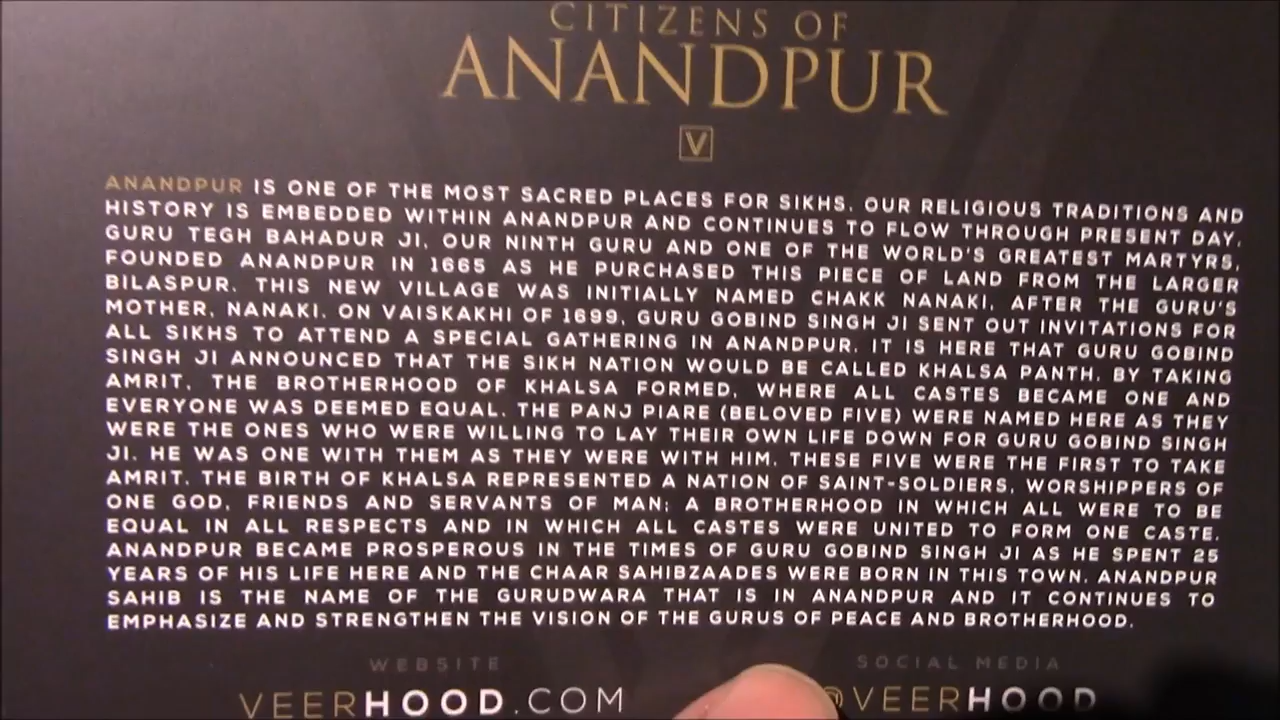 CITIZENS OF
ANANDPUR
V
ANANDPUR IS ONE OF THE MOST SACRED PLACES FOR SIKHS. OUR RELIGIOUS TRADITIONS AND
HISTORY IS EMBEDDED WITHIN ANANDPUR AND CONTINUES TO FLOW THROUGH PRESENT DAY.
GURU TEGH BAHADUR JI, OUR NINTH GURU AND ONE OF THE WORLD'S GREATEST MARTYRS,
FOUNDED ANANDPUR IN 1665 AS HE PURCHASED THIS PIECE OF LAND FROM THE LARGER
BILASPUR. THIS NEW VILLAGE WAS INITIALLY NAMED CHAKK NANAKI, AFTER THE GURU'S
MOTHER, NANAKI. ON VAISKAKHI OF 1699, GURU GOBIND SINGH JI SENT OUT INVITATIONS FOR
ALL SIKHS TO ATTEND A SPECIAL GATHERING IN ANANDPUR. IT IS HERE THAT GURU GOBIND
SINGH JI ANNOUNCED THAT THE SIKH NATION WOULD BE CALLED KHALSA PANTH. BY TAKING
AMRIT, THE BROTHERHOOD OF KHALSA FORMED, WHERE ALL CASTES BECAME ONE AND
EVERYONE WAS DEEMED EQUAL. THE PANJ PIARE (BELOVED FIVE) WERE NAMED HERE AS THEY
WERE THE ONES WHO WERE WILLING TO LAY THEIR OWN LIFE DOWN FOR GURU GOBIND SINGH
JI. HE WAS ONE WITH THEM AS THEY WERE WITH HIM. THESE FIVE WERE THE FIRST TO TAKE
AMRIT. THE BIRTH OF KHALSA REPRESENTED A NATION OF SAINT-SOLDIERS, WORSHIPPERS OF
ONE GOD, FRIENDS AND SERVANTS OF MAN; A BROTHERHOOD IN WHICH ALL WERE TO BE
EQUAL IN ALL RESPECTS AND IN WHICH ALL CASTES WERE UNITED TO FORM ONE CASTE.
ANANDPUR BECAME PROSPEROUS IN THE TIMES OF GURU GOBIND SINGH JI AS HE SPENT 25
YEARS OF HIS LIFE HERE AND THE CHAAR SAHIBZAADES WERE BORN IN THIS TOWN. ANANDPUR
SAHIB IS THE NAME OF THE GURUDWARA THAT IS IN ANANDPUR AND IT CONTINUES TO
EMPHASIZE AND STRENGTHEN THE VISION OF THE GURUS OF PEACE AND BROTHERHOOD.
WEBSITE
VEERHOOD.COM
SOCIAL MEDIA
@VEERHOOD